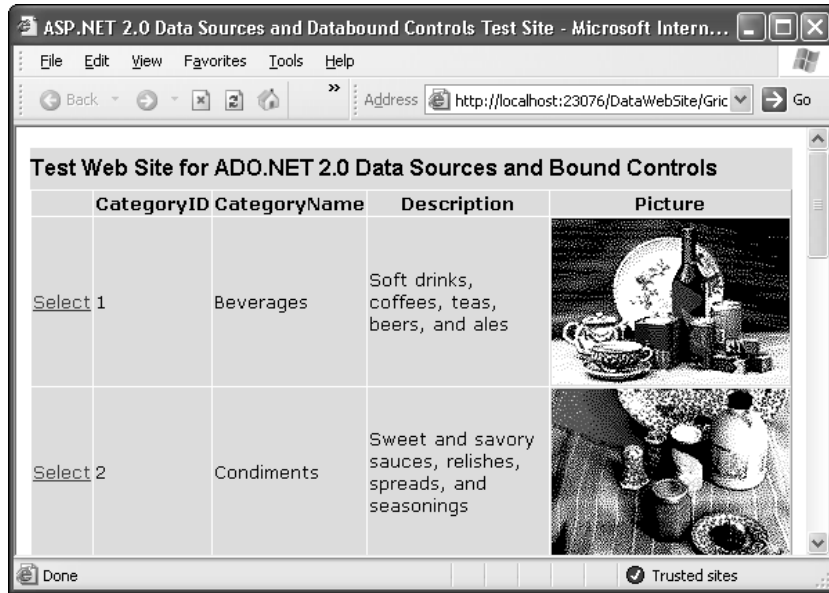 ASP.NET 2.0 Data Sources and Databound Controls Test Site - Microsoft Intern...
File Edit View Favorites Tools Help
Back » Address http://localhost:23076/DataWebSite/Gric Go
Test Web Site for ADO.NET 2.0 Data Sources and Bound Controls
CategoryID CategoryName Description Picture
Select 1 Beverages Soft drinks,
coffees, teas,
beers, and ales
Select 2 Condiments Sweet and savory
sauces, relishes,
spreads, and
seasonings
Done Trusted sites